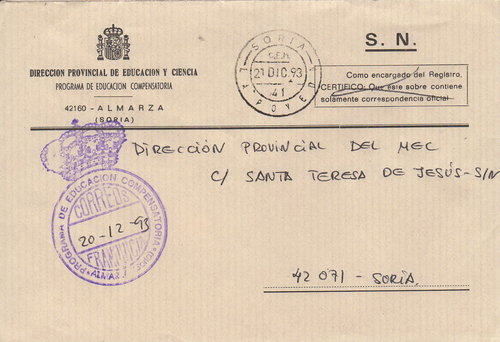 S. N.
DIRECCION PROVINCIAL DE EDUCACION Y CIENCIA
PROGRAMA DE EDUCACION COMPENSATORIA
42160 - ALMARZA
(SORIA)
SORIA
21 DIC. 93
41
APOYE
Como encargado del Registro,
CERTIFICO: Que este sobre contiene
solamente correspondencia oficial
DIRECCIÓN PROVINCIAL DEL MEC
C/ SANTA TERESA DE JESÚS-S/N
42071 - SORIA.
PROGRAMA DE EDUCACION COMPENSATORIA
CORREOS
20-12-93
FRANQUICIA